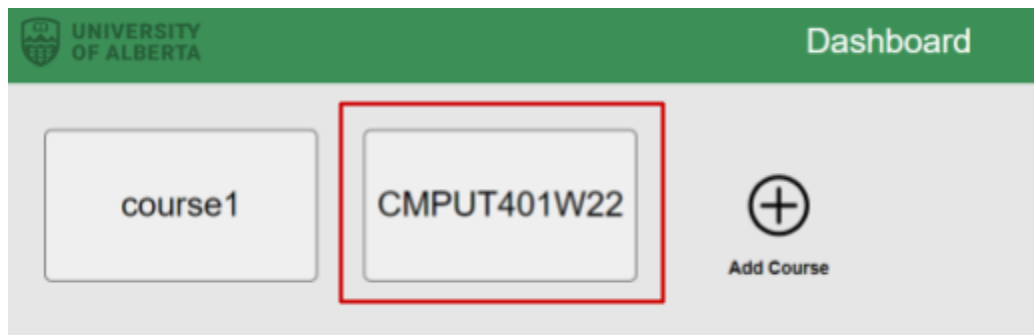 UNIVERSITY
OF ALBERTA
Dashboard
course1
CMPUT401W22
Add Course